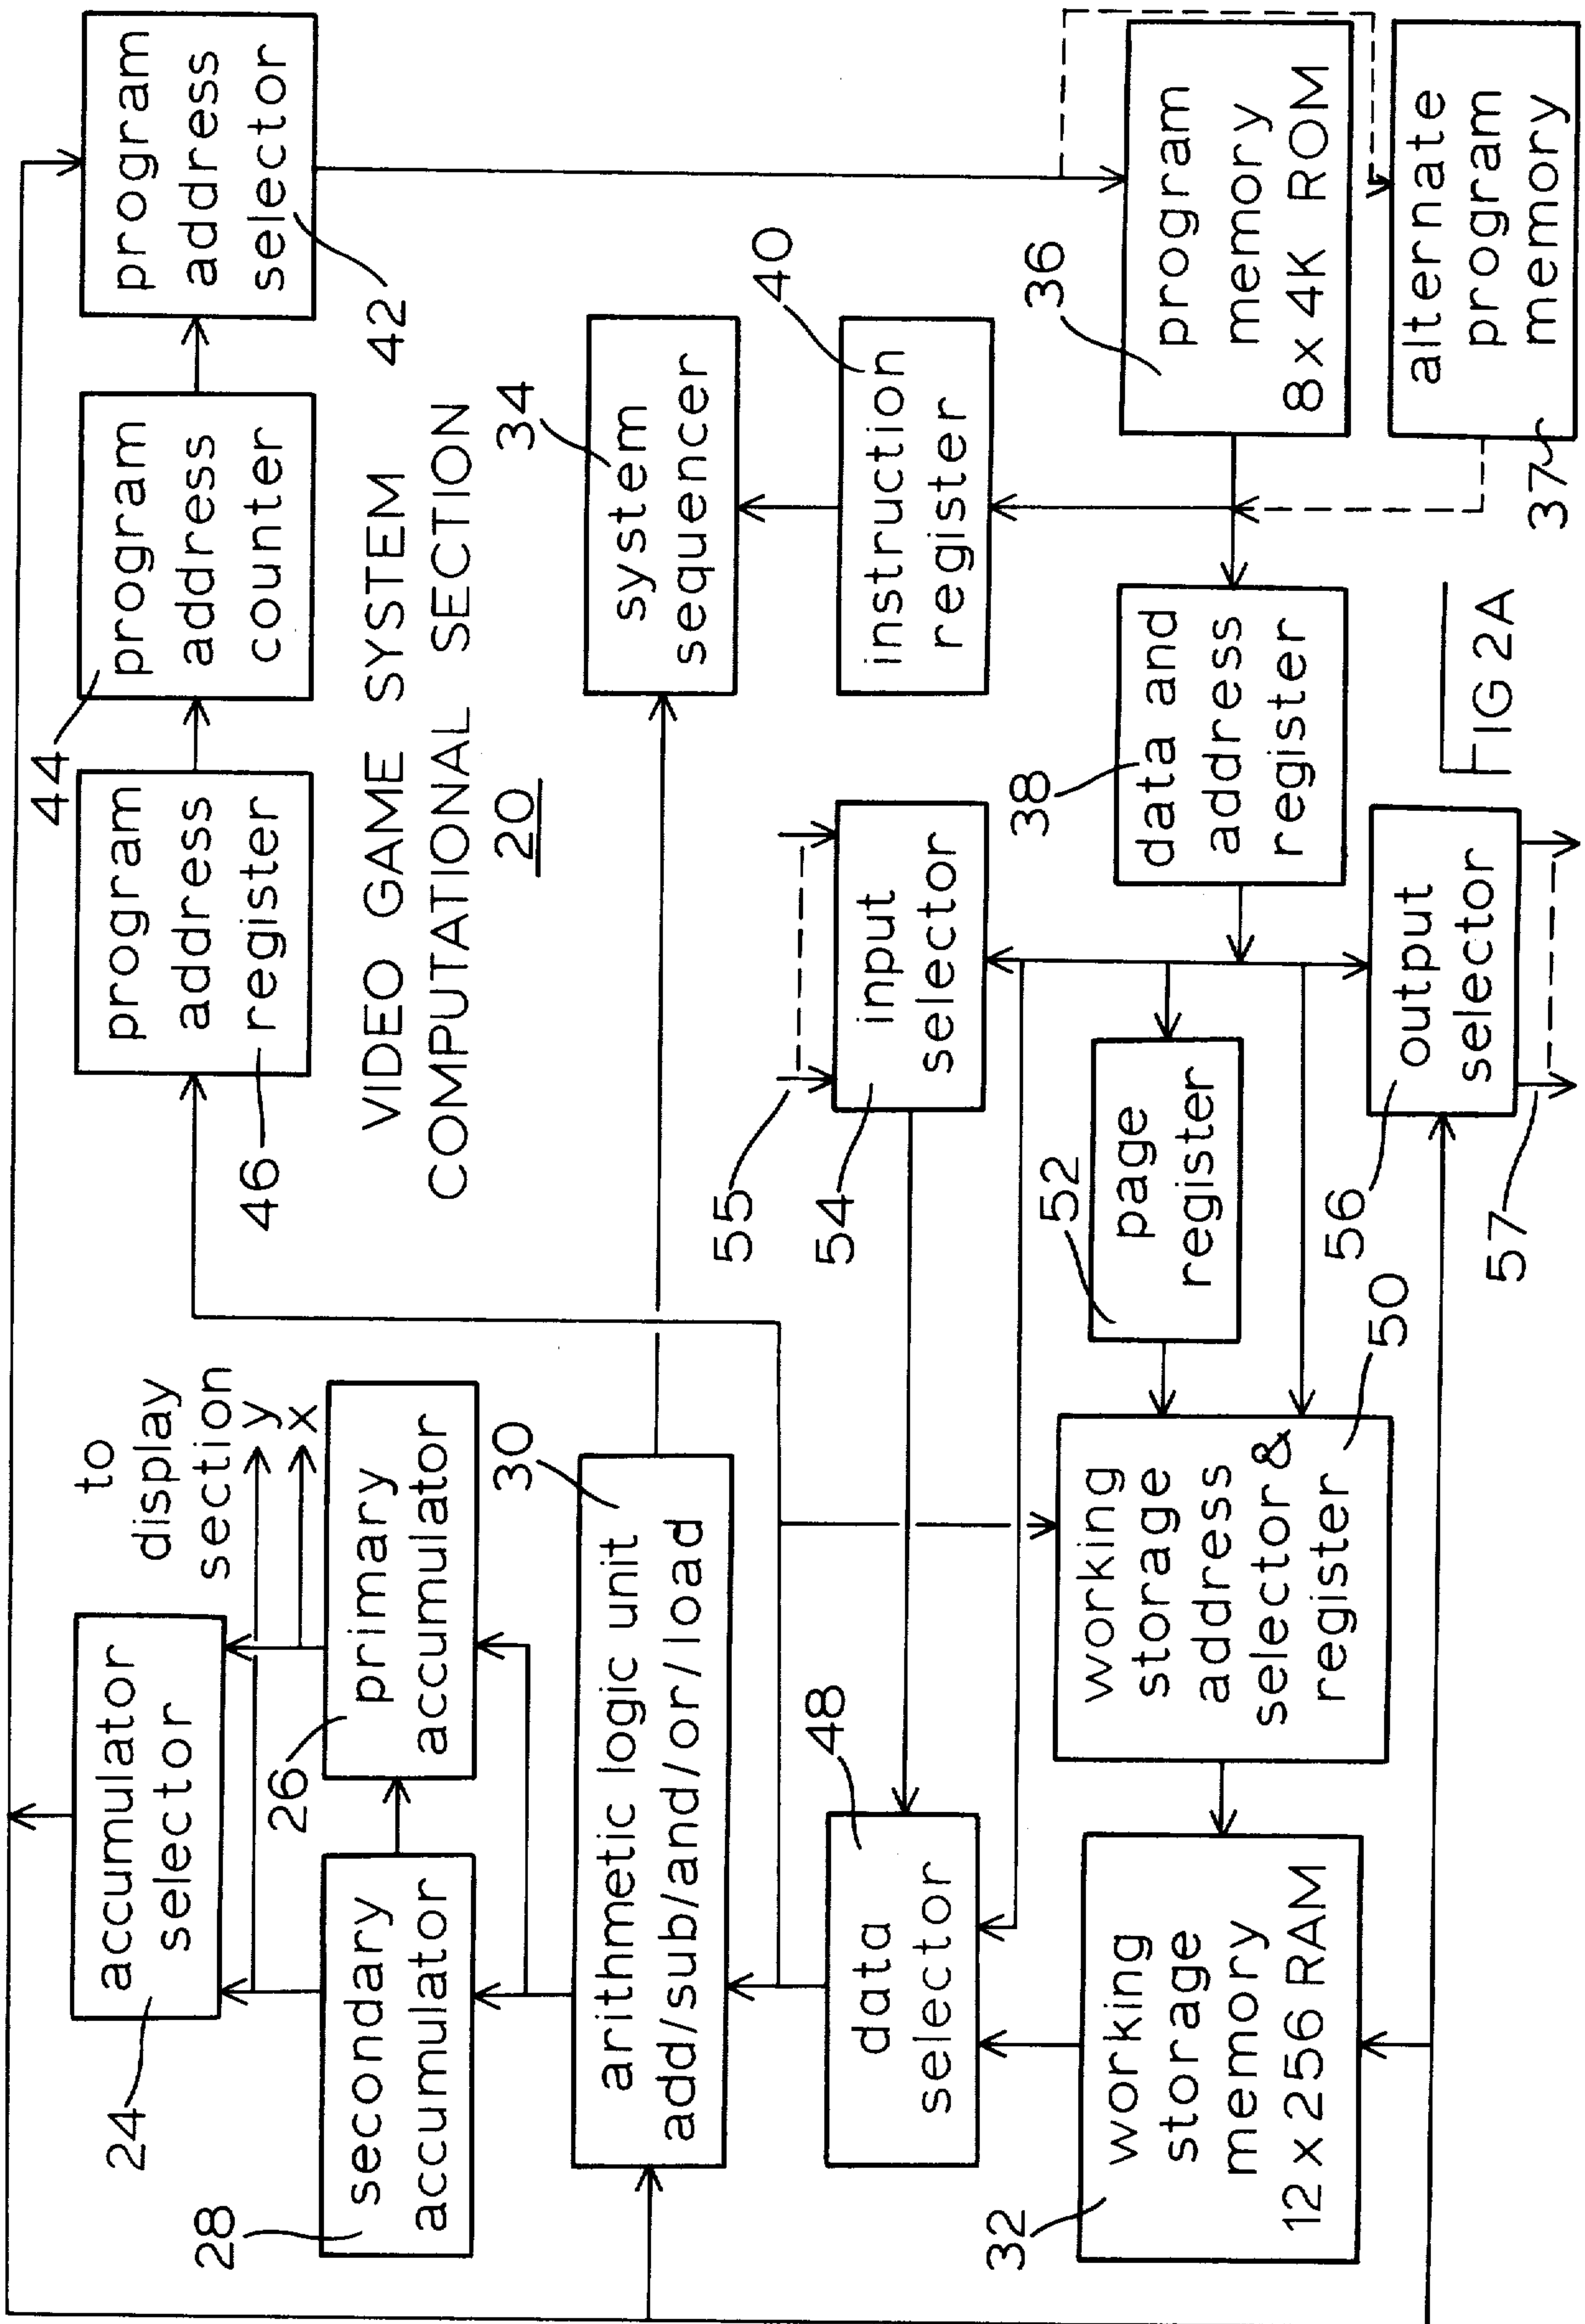 24
accumulator
selector
to
display
section
y
x
28
secondary
accumulator
26
primary
accumulator
30
arithmetic logic unit
add/sub/and/or/load
48
data
selector
32
working
storage
memory
12 x 256 RAM
working
storage
address
selector &
register
50
46
program
address
register
44
program
address
counter
42
program
address
selector
VIDEO GAME SYSTEM
COMPUTATIONAL SECTION
20
34
system
sequencer
40
instruction
register
55
54
input
selector
52
page
register
38
data and
address
register
36
program
memory
8 x 4K ROM
37
alternate
program
memory
56
output
selector
57
FIG 2A